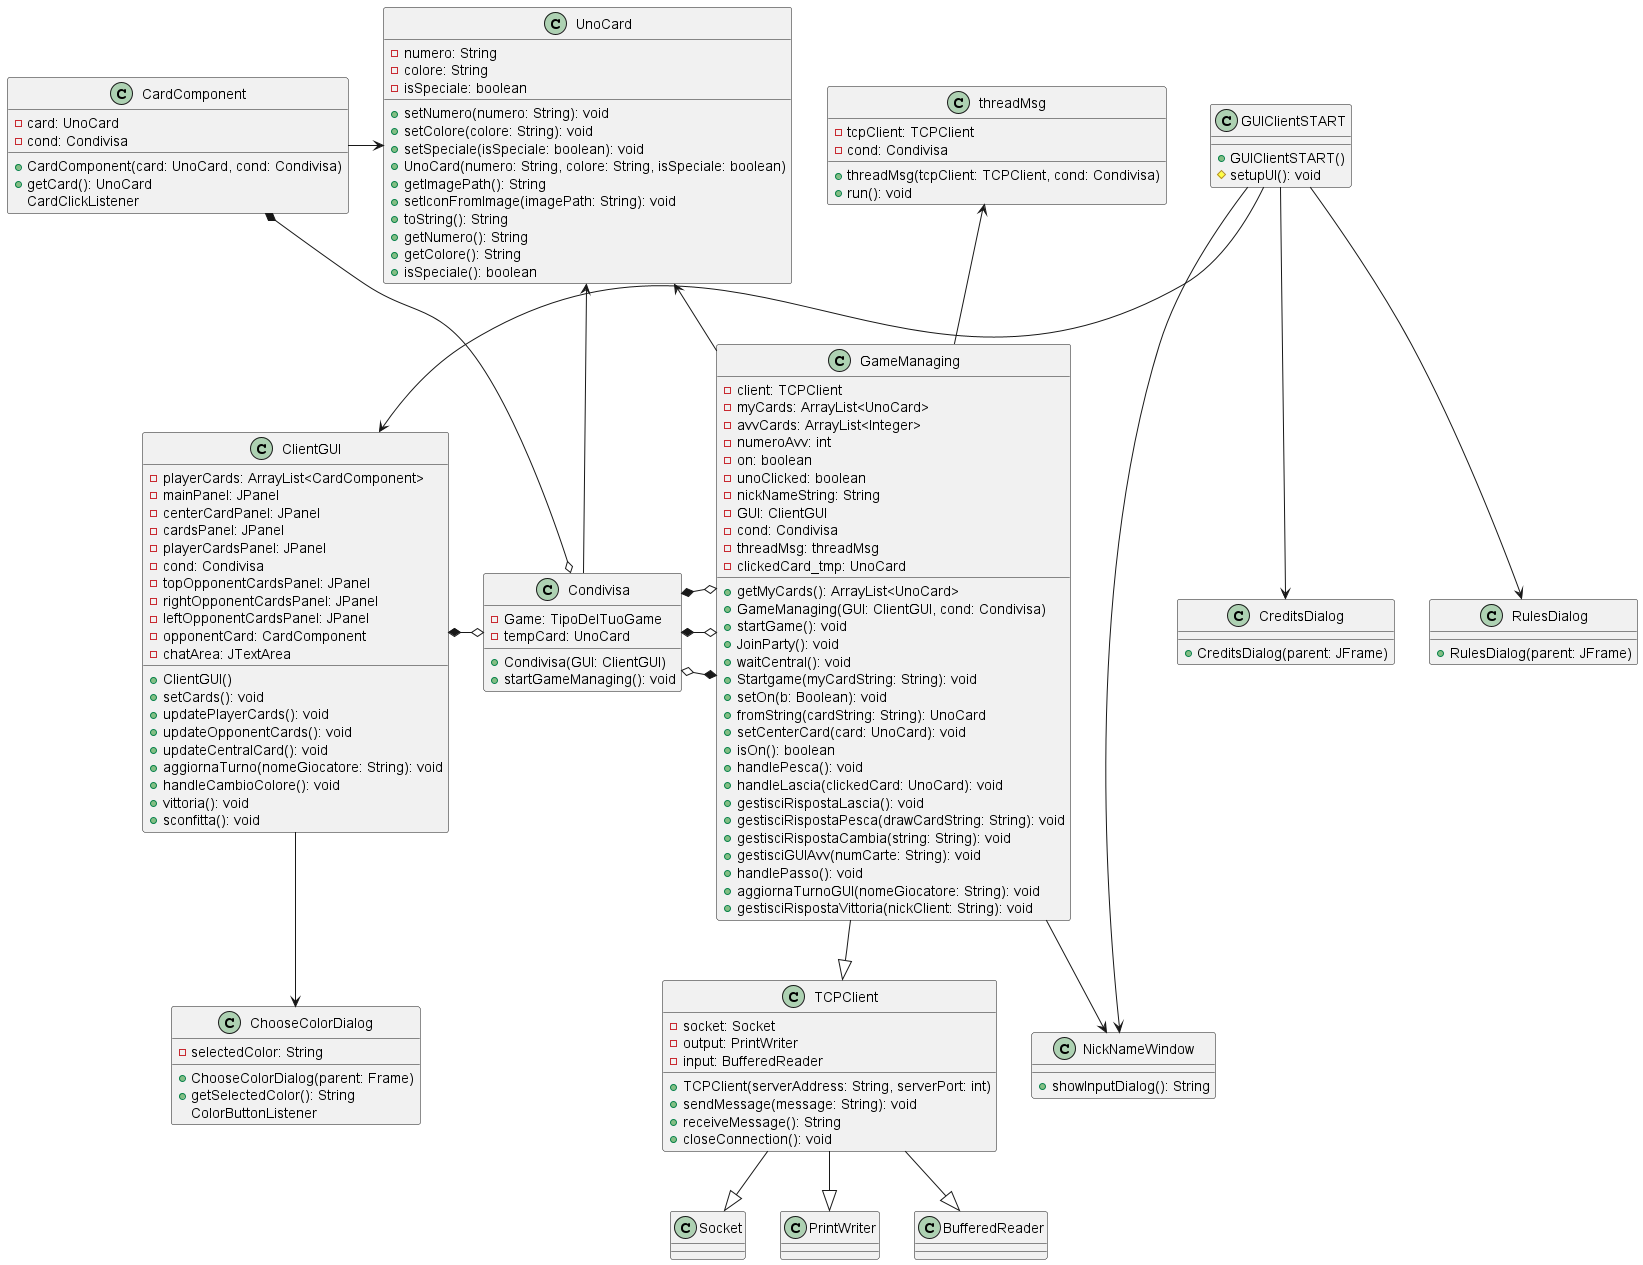 C UnoCard
numero: String
colore: String
isSpeciale: boolean
setNumero(numero: String): void
setColore(colore: String): void
setSpeciale(isSpeciale: boolean): void
UnoCard(numero: String, colore: String, isSpeciale: boolean)
getImagePath(): String
setIconFromImage(imagePath: String): void
toString(): String
getNumero(): String
getColore(): String
isSpeciale(): boolean
C CardComponent
card: UnoCard
cond: Condivisa
CardComponent(card: UnoCard, cond: Condivisa)
getCard(): UnoCard
CardClickListener
C threadMsg
tcpClient: TCPClient
cond: Condivisa
threadMsg(tcpClient: TCPClient, cond: Condivisa)
run(): void
C GUIClientSTART
GUIClientSTART()
setupUI(): void
C GameManaging
client: TCPClient
myCards: ArrayList<UnoCard>
avvCards: ArrayList<Integer>
numeroAvv: int
on: boolean
unoClicked: boolean
nickNameString: String
GUI: ClientGUI
cond: Condivisa
threadMsg: threadMsg
clickedCard_tmp: UnoCard
getMyCards(): ArrayList<UnoCard>
GameManaging(GUI: ClientGUI, cond: Condivisa)
startGame(): void
JoinParty(): void
waitCentral(): void
Startgame(myCardString: String): void
setOn(b: Boolean): void
fromString(cardString: String): UnoCard
setCenterCard(card: UnoCard): void
isOn(): boolean
handlePesca(): void
handleLascia(clickedCard: UnoCard): void
gestisciRispostaLascia(): void
gestisciRispostaPesca(drawCardString: String): void
gestisciRispostaCambia(string: String): void
gestisciGUIAvv(numCarte: String): void
handlePasso(): void
aggiornaTurnoGUI(nomeGiocatore: String): void
gestisciRispostaVittoria(nickClient: String): void
C ClientGUI
playerCards: ArrayList<CardComponent>
mainPanel: JPanel
centerCardPanel: JPanel
cardsPanel: JPanel
playerCardsPanel: JPanel
cond: Condivisa
topOpponentCardsPanel: JPanel
rightOpponentCardsPanel: JPanel
leftOpponentCardsPanel: JPanel
opponentCard: CardComponent
chatArea: JTextArea
ClientGUI()
setCards(): void
updatePlayerCards(): void
updateOpponentCards(): void
updateCentralCard(): void
aggiornaTurno(nomeGiocatore: String): void
handleCambioColore(): void
vittoria(): void
sconfitta(): void
C Condivisa
Game: TipoDelTuoGame
tempCard: UnoCard
Condivisa(GUI: ClientGUI)
startGameManaging(): void
C CreditsDialog
CreditsDialog(parent: JFrame)
C RulesDialog
RulesDialog(parent: JFrame)
C ChooseColorDialog
selectedColor: String
ChooseColorDialog(parent: Frame)
getSelectedColor(): String
ColorButtonListener
C TCPClient
socket: Socket
output: PrintWriter
input: BufferedReader
TCPClient(serverAddress: String, serverPort: int)
sendMessage(message: String): void
receiveMessage(): String
closeConnection(): void
C NickNameWindow
showInputDialog(): String
C Socket
C PrintWriter
C BufferedReader